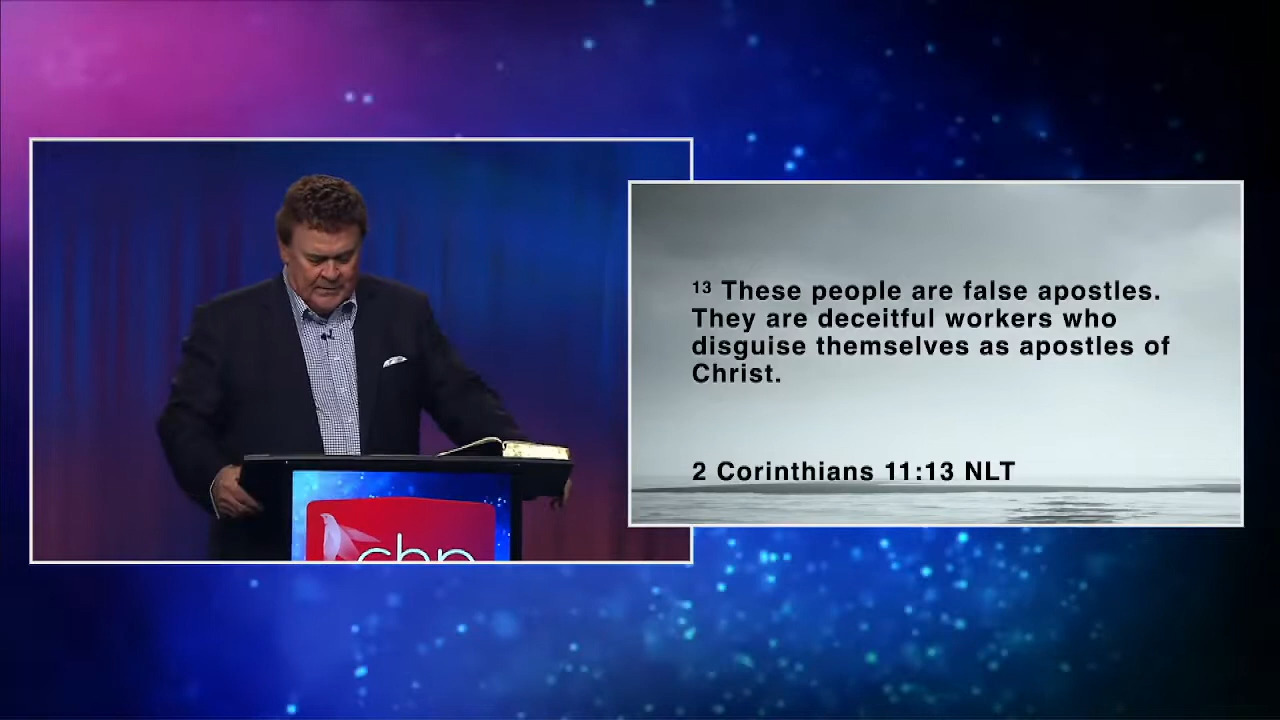 ¹³ These people are false apostles.
They are deceitful workers who
disguise themselves as apostles of
Christ.
2 Corinthians 11:13 NLT